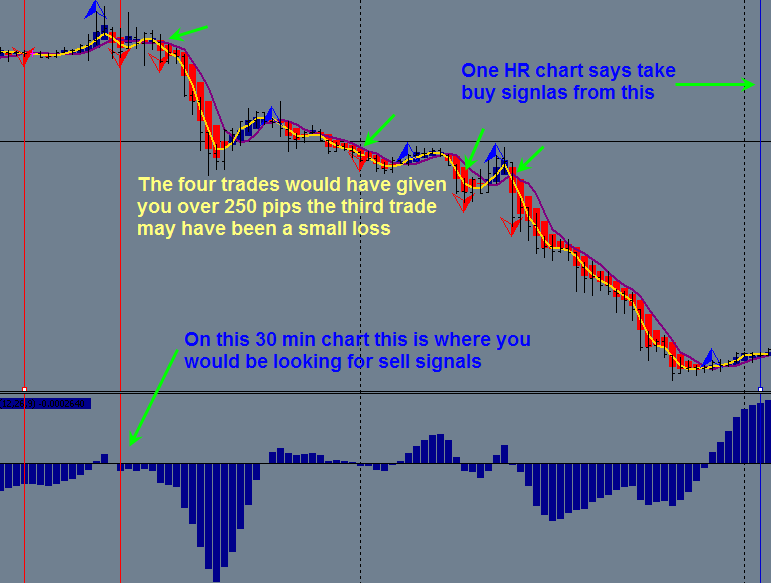 One HR chart says take
buy signlas from this
The four trades would have given
you over 250 pips the third trade
may have been a small loss
On this 30 min chart this is where you
would be looking for sell signals